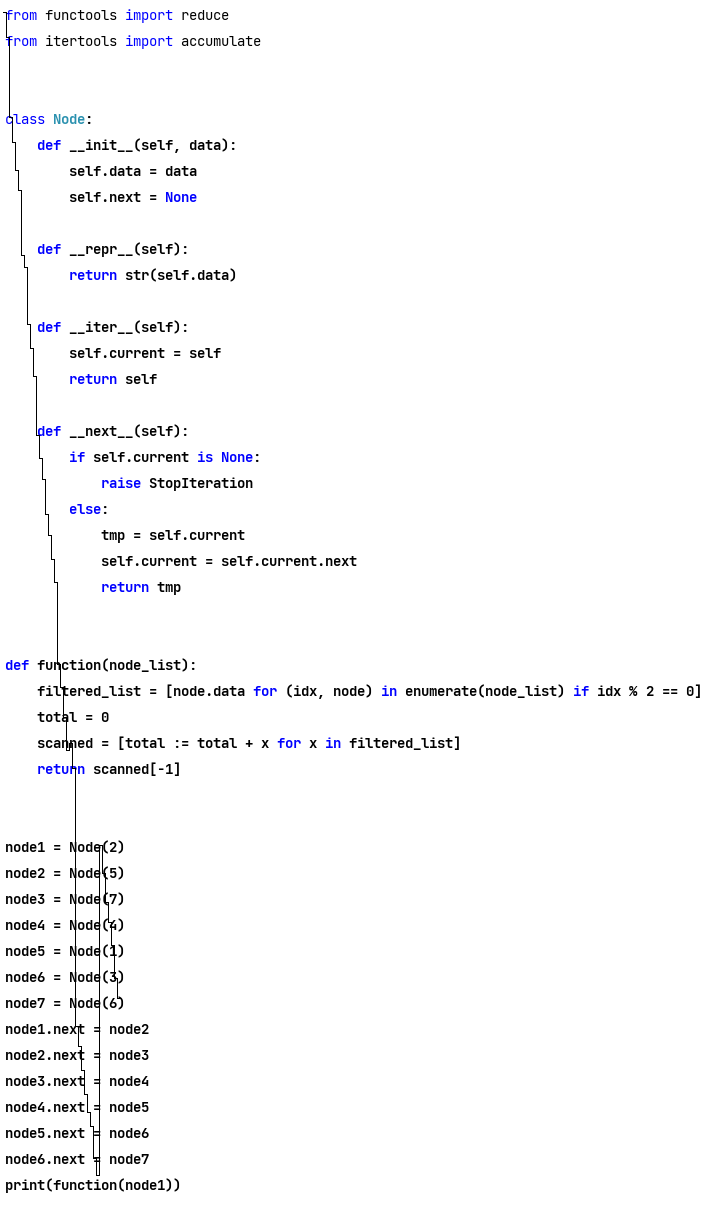 from functools import reduce
from itertools import accumulate
class Node:
    def __init__(self, data):
        self.data = data
        self.next = None
    def __repr__(self):
        return str(self.data)
    def __iter__(self):
        self.current = self
        return self
    def __next__(self):
        if self.current is None:
            raise StopIteration
        else:
            tmp = self.current
            self.current = self.current.next
            return tmp
def function(node_list):
    filtered_list = [node.data for (idx, node) in enumerate(node_list) if idx % 2 == 0]
    total = 0
    scanned = [total := total + x for x in filtered_list]
    return scanned[-1]
node1 = Node(2)
node2 = Node(5)
node3 = Node(7)
node4 = Node(4)
node5 = Node(1)
node6 = Node(3)
node7 = Node(6)
node1.next = node2
node2.next = node3
node3.next = node4
node4.next = node5
node5.next = node6
node6.next = node7
print(function(node1))